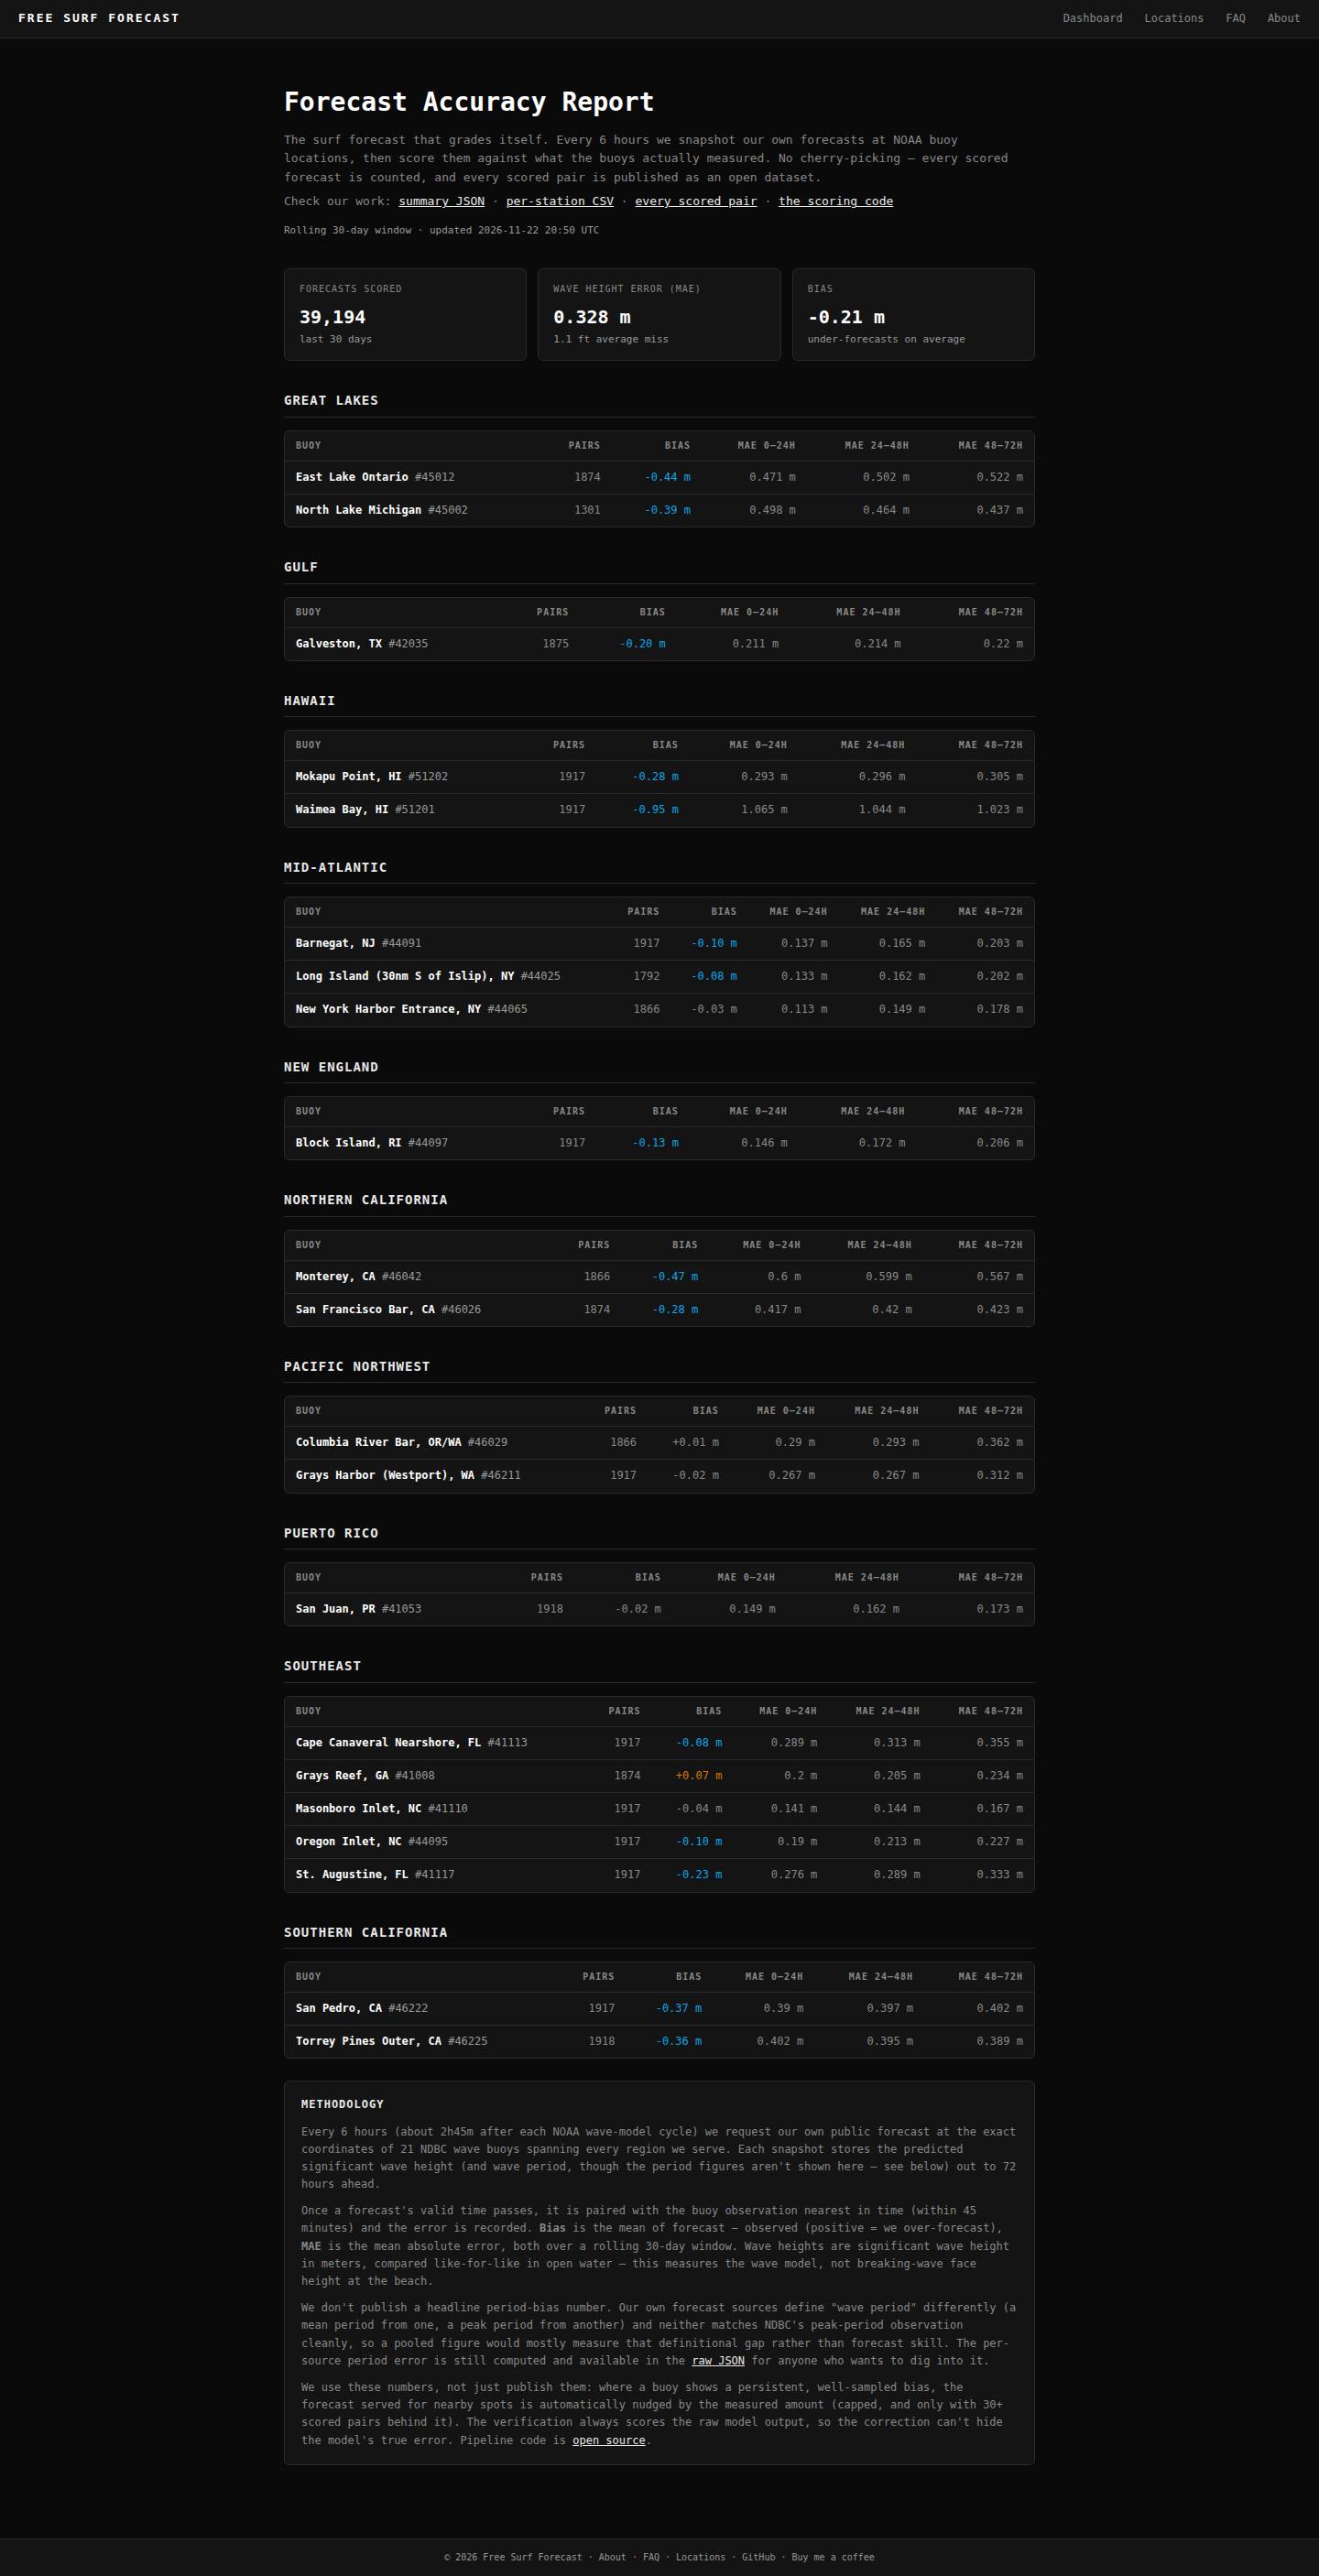 FREE SURF FORECAST
Dashboard Locations FAQ About
Forecast Accuracy Report
The surf forecast that grades itself. Every 6 hours we snapshot our own forecasts at NOAA buoy
locations, then score them against what the buoys actually measured. No cherry-picking — every scored
forecast is counted, and every scored pair is published as an open dataset.
Check our work: summary JSON · per-station CSV · every scored pair · the scoring code
Rolling 30-day window · updated 2026-11-22 20:50 UTC
FORECASTS SCORED
39,194
last 30 days
WAVE HEIGHT ERROR (MAE)
0.328 m
1.1 ft average miss
BIAS
-0.21 m
under-forecasts on average
GREAT LAKES
BUOY PAIRS BIAS MAE 0–24H MAE 24–48H MAE 48–72H
East Lake Ontario #45012 1874 -0.44 m 0.471 m 0.502 m 0.522 m
North Lake Michigan #45002 1301 -0.39 m 0.498 m 0.464 m 0.437 m
GULF
BUOY PAIRS BIAS MAE 0–24H MAE 24–48H MAE 48–72H
Galveston, TX #42035 1875 -0.20 m 0.211 m 0.214 m 0.22 m
HAWAII
BUOY PAIRS BIAS MAE 0–24H MAE 24–48H MAE 48–72H
Mokapu Point, HI #51202 1917 -0.28 m 0.293 m 0.296 m 0.305 m
Waimea Bay, HI #51201 1917 -0.95 m 1.065 m 1.044 m 1.023 m
MID-ATLANTIC
BUOY PAIRS BIAS MAE 0–24H MAE 24–48H MAE 48–72H
Barnegat, NJ #44091 1917 -0.10 m 0.137 m 0.165 m 0.203 m
Long Island (30nm S of Islip), NY #44025 1792 -0.08 m 0.133 m 0.162 m 0.202 m
New York Harbor Entrance, NY #44065 1866 -0.03 m 0.113 m 0.149 m 0.178 m
NEW ENGLAND
BUOY PAIRS BIAS MAE 0–24H MAE 24–48H MAE 48–72H
Block Island, RI #44097 1917 -0.13 m 0.146 m 0.172 m 0.206 m
NORTHERN CALIFORNIA
BUOY PAIRS BIAS MAE 0–24H MAE 24–48H MAE 48–72H
Monterey, CA #46042 1866 -0.47 m 0.6 m 0.599 m 0.567 m
San Francisco Bar, CA #46026 1874 -0.28 m 0.417 m 0.42 m 0.423 m
PACIFIC NORTHWEST
BUOY PAIRS BIAS MAE 0–24H MAE 24–48H MAE 48–72H
Columbia River Bar, OR/WA #46029 1866 +0.01 m 0.29 m 0.293 m 0.362 m
Grays Harbor (Westport), WA #46211 1917 -0.02 m 0.267 m 0.267 m 0.312 m
PUERTO RICO
BUOY PAIRS BIAS MAE 0–24H MAE 24–48H MAE 48–72H
San Juan, PR #41053 1918 -0.02 m 0.149 m 0.162 m 0.173 m
SOUTHEAST
BUOY PAIRS BIAS MAE 0–24H MAE 24–48H MAE 48–72H
Cape Canaveral Nearshore, FL #41113 1917 -0.08 m 0.289 m 0.313 m 0.355 m
Grays Reef, GA #41008 1874 +0.07 m 0.2 m 0.205 m 0.234 m
Masonboro Inlet, NC #41110 1917 -0.04 m 0.141 m 0.144 m 0.167 m
Oregon Inlet, NC #44095 1917 -0.10 m 0.19 m 0.213 m 0.227 m
St. Augustine, FL #41117 1917 -0.23 m 0.276 m 0.289 m 0.333 m
SOUTHERN CALIFORNIA
BUOY PAIRS BIAS MAE 0–24H MAE 24–48H MAE 48–72H
San Pedro, CA #46222 1917 -0.37 m 0.39 m 0.397 m 0.402 m
Torrey Pines Outer, CA #46225 1918 -0.36 m 0.402 m 0.395 m 0.389 m
METHODOLOGY
Every 6 hours (about 2h45m after each NOAA wave-model cycle) we request our own public forecast at the exact
coordinates of 21 NDBC wave buoys spanning every region we serve. Each snapshot stores the predicted
significant wave height (and wave period, though the period figures aren't shown here — see below) out to 72
hours ahead.
Once a forecast's valid time passes, it is paired with the buoy observation nearest in time (within 45
minutes) and the error is recorded. Bias is the mean of forecast − observed (positive = we over-forecast),
MAE is the mean absolute error, both over a rolling 30-day window. Wave heights are significant wave height
in meters, compared like-for-like in open water — this measures the wave model, not breaking-wave face
height at the beach.
We don't publish a headline period-bias number. Our own forecast sources define "wave period" differently (a
mean period from one, a peak period from another) and neither matches NDBC's peak-period observation
cleanly, so a pooled figure would mostly measure that definitional gap rather than forecast skill. The per-
source period error is still computed and available in the raw JSON for anyone who wants to dig into it.
We use these numbers, not just publish them: where a buoy shows a persistent, well-sampled bias, the
forecast served for nearby spots is automatically nudged by the measured amount (capped, and only with 30+
scored pairs behind it). The verification always scores the raw model output, so the correction can't hide
the model's true error. Pipeline code is open source.
© 2026 Free Surf Forecast · About · FAQ · Locations · GitHub · Buy me a coffee